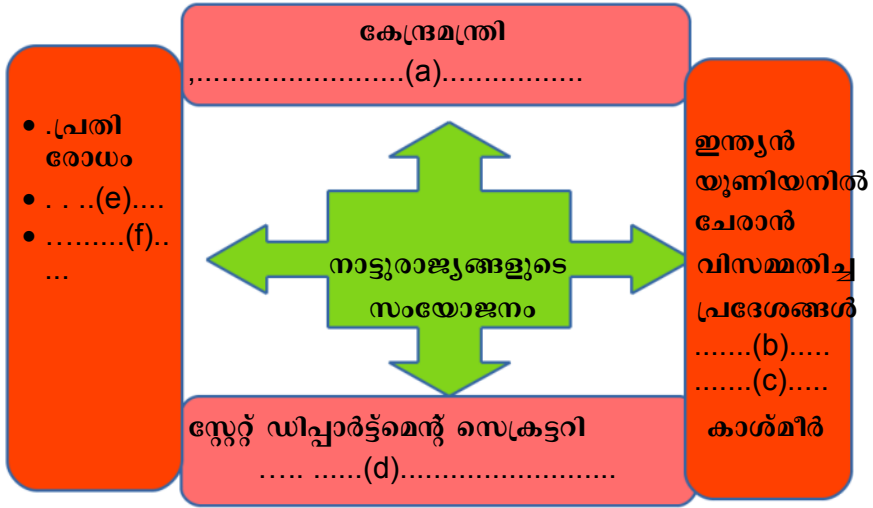 കേന്ദ്രമന്ത്രി
,.........................(a).................
• .പ്രതി
രോധം
• . . ..(e)....
• .........(f)..
...
ഇന്ത്യൻ
യൂണിയനിൽ
ചേരാൻ
വിസമ്മതിച്ച
പ്രദേശങ്ങൾ
.......(b).....
.......(c).....
കാശ്മീർ
നാട്ടുരാജ്യങ്ങളുടെ
സംയോജനം
സ്റ്റേറ്റ് ഡിപ്പാർട്ട്മെന്റ് സെക്രട്ടറി
..... ......(d)..........................